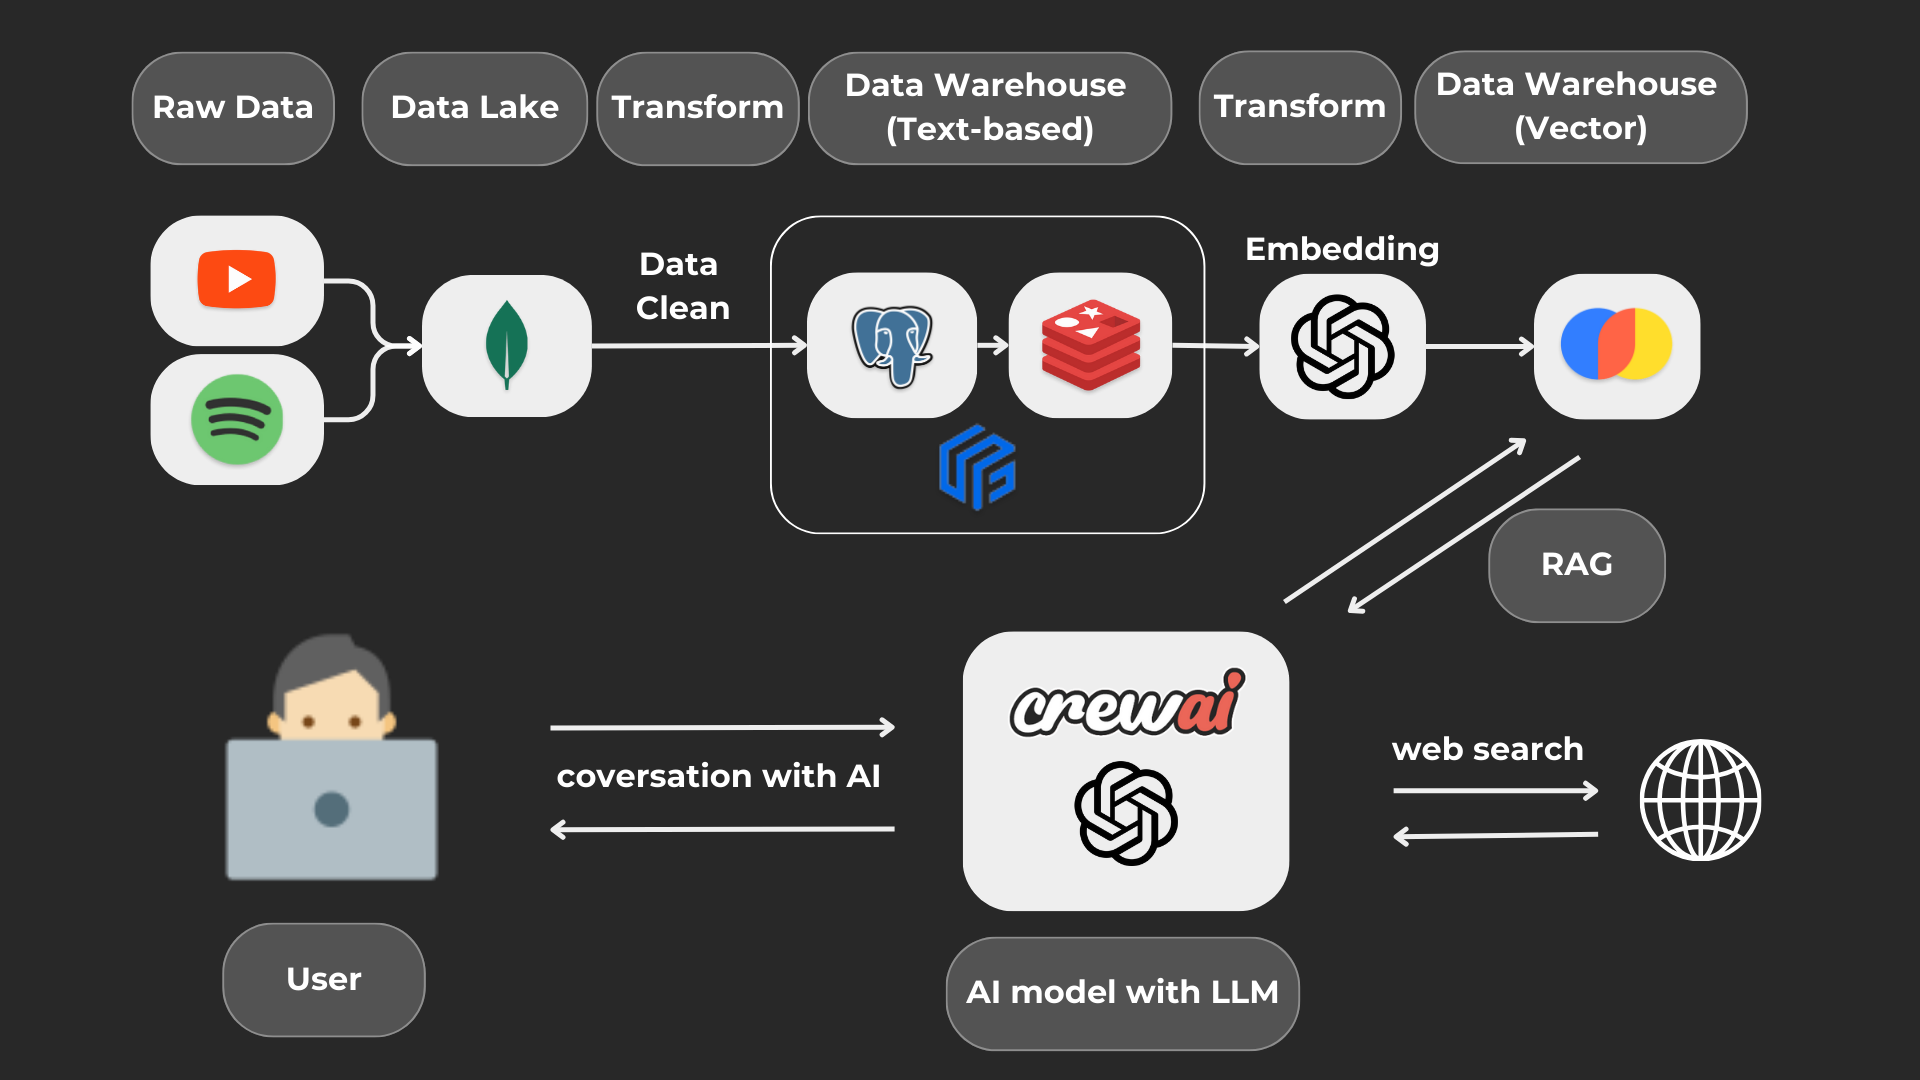 Raw Data
Data Lake
Transform
Data Warehouse
(Text-based)
Transform
Data Warehouse
(Vector)
Data
Clean
Embedding
RAG
crewai
coversation with AI
web search
User
AI model with LLM